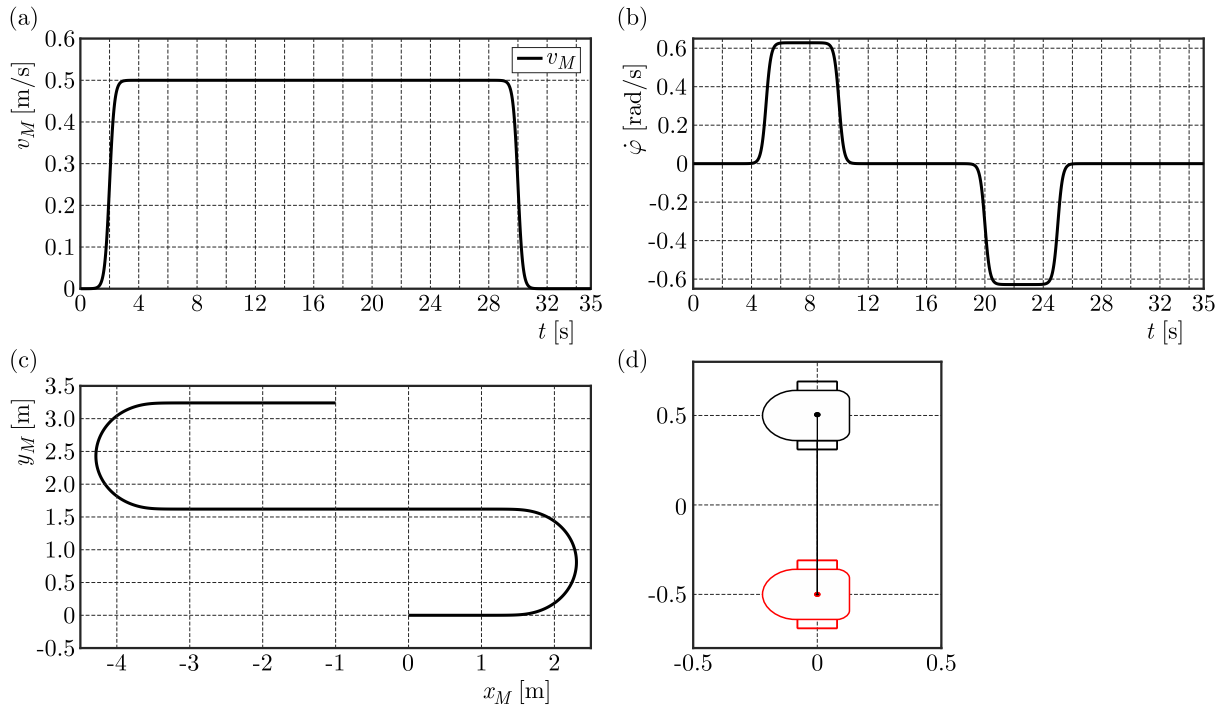 (a)
v_M [m/s]
0.6
0.5
0.4
0.3
0.2
0.1
0
v_M
0 4 8 12 16 20 24 28 32 35
t [s]
(b)
φ̇ [rad/s]
0.6
0.4
0.2
0
-0.2
-0.4
-0.6
0 4 8 12 16 20 24 28 32 35
t [s]
(c)
y_M [m]
3.5
3.0
2.5
2.0
1.5
1.0
0.5
0
-0.5
-4 -3 -2 -1 0 1 2
x_M [m]
(d)
0.5
0
-0.5
-0.5 0 0.5